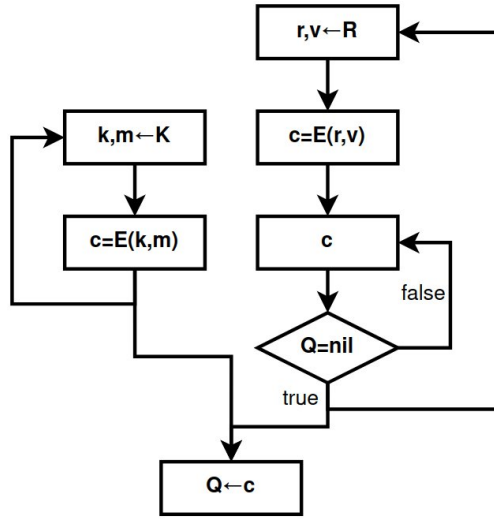 r,v←R
k,m←K
c=E(r,v)
c=E(k,m)
c
false
Q=nil
true
Q←c